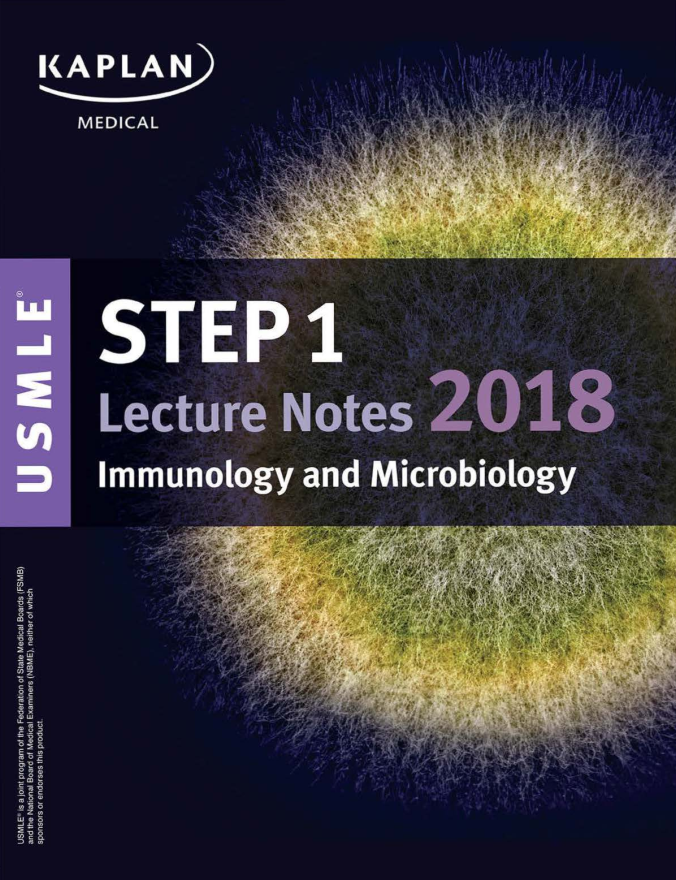 KAPLAN
MEDICAL
USMLE®
STEP 1
Lecture Notes 2018
Immunology and Microbiology
USMLE® is a joint program of the Federation of State Medical Boards (FSMB)
and the National Board of Medical Examiners (NBME), neither of which
sponsors or endorses this product.